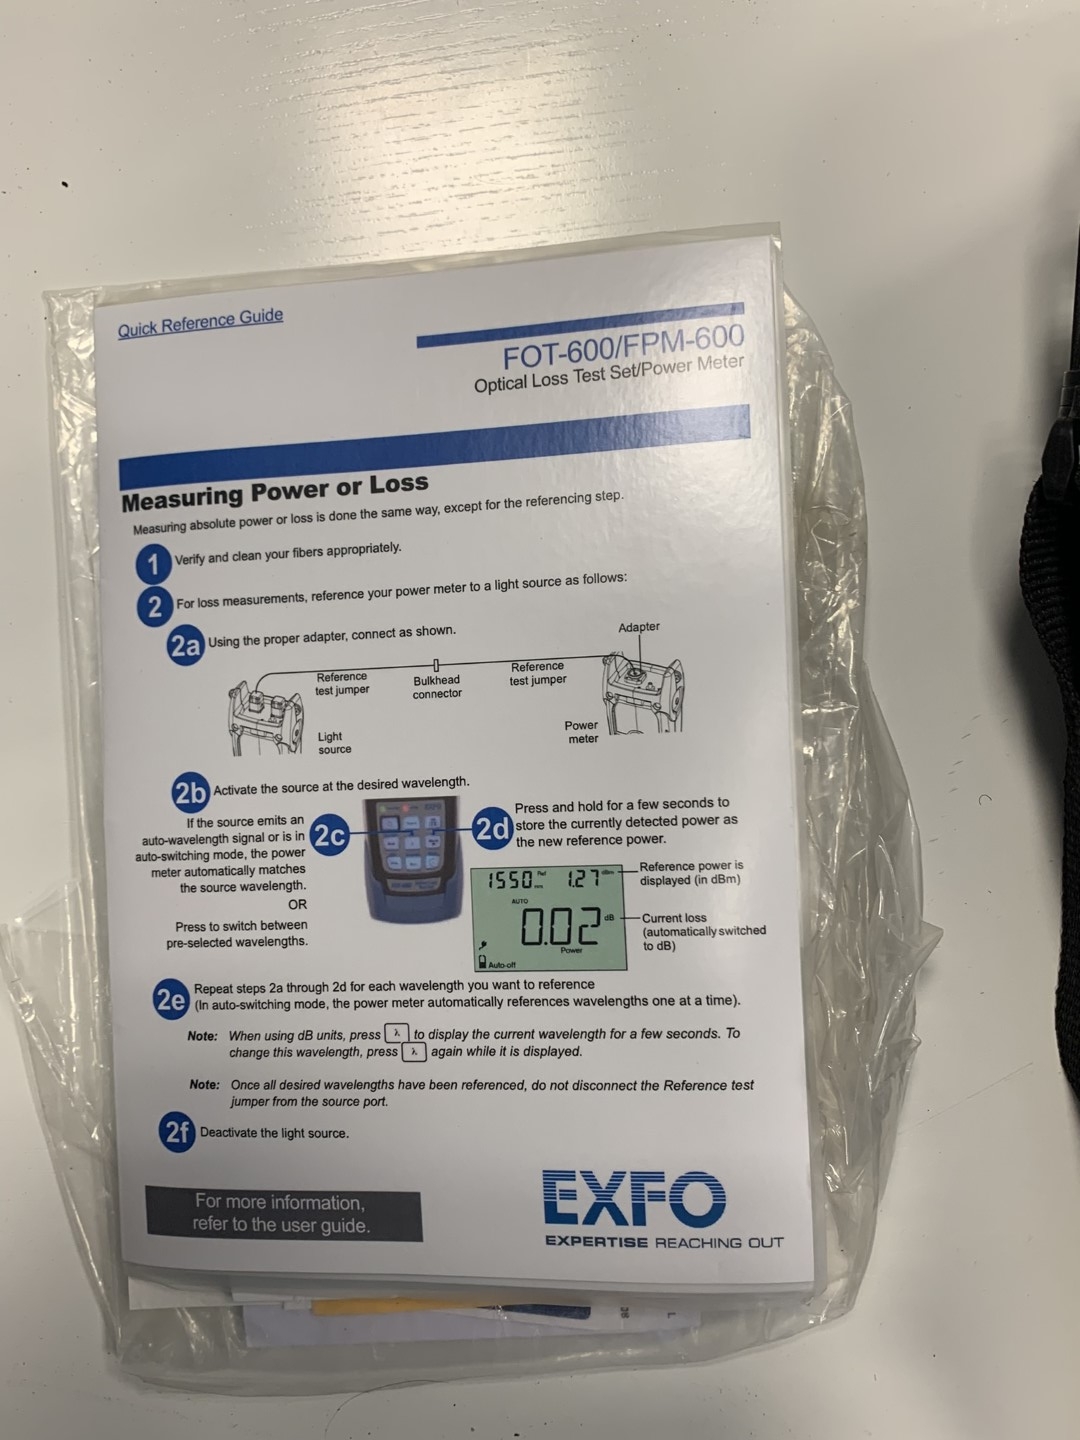 Quick Reference Guide
FOT-600/FPM-600
Optical Loss Test Set/Power Meter
Measuring Power or Loss
Measuring absolute power or loss is done the same way, except for the referencing step.
1 Verify and clean your fibers appropriately.
2 For loss measurements, reference your power meter to a light source as follows:
2a Using the proper adapter, connect as shown.
Adapter
Reference
test jumper
Bulkhead
connector
Reference
test jumper
Light
source
Power
meter
2b Activate the source at the desired wavelength.
If the source emits an
auto-wavelength signal or is in
auto-switching mode, the power
meter automatically matches
the source wavelength.
OR
Press to switch between
pre-selected wavelengths.
2c
EXFO
2d Press and hold for a few seconds to
store the currently detected power as
the new reference power.
1550 nm Ref 1.27 dBm
AUTO
0.02 dB
Power
Auto-off
Reference power is
displayed (in dBm)
Current loss
(automatically switched
to dB)
2e Repeat steps 2a through 2d for each wavelength you want to reference
(In auto-switching mode, the power meter automatically references wavelengths one at a time).
Note: When using dB units, press λ to display the current wavelength for a few seconds. To
change this wavelength, press λ again while it is displayed.
Note: Once all desired wavelengths have been referenced, do not disconnect the Reference test
jumper from the source port.
2f Deactivate the light source.
For more information,
refer to the user guide.
EXFO
EXPERTISE REACHING OUT